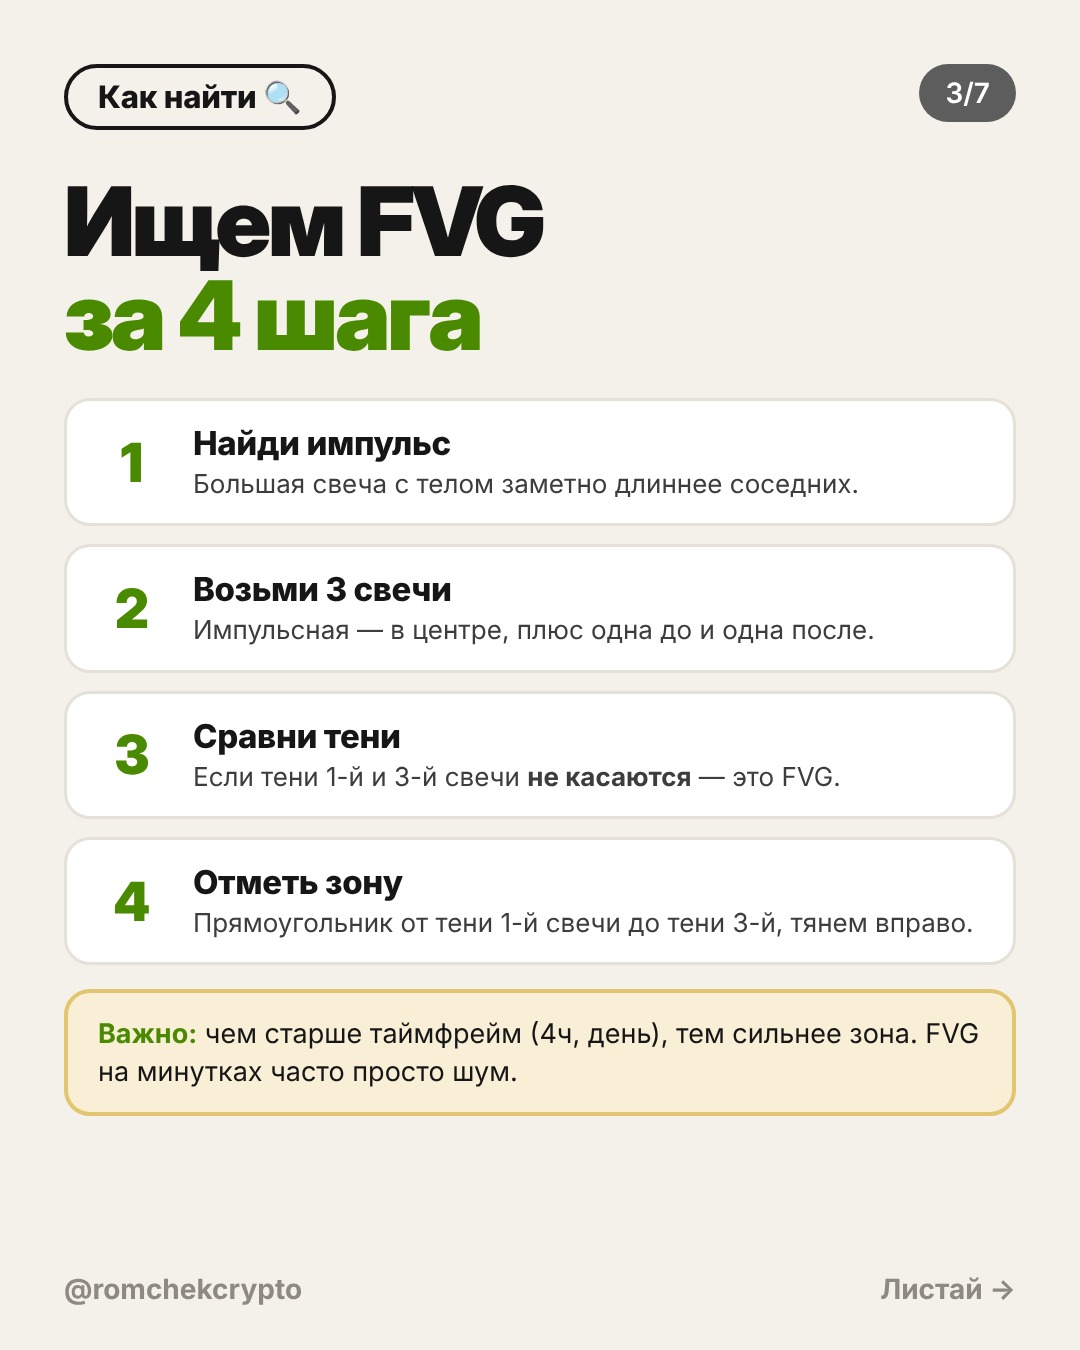 Как найти 🔍
3/7
Ищем FVG
за 4 шага
1
Найди импульс
Большая свеча с телом заметно длиннее соседних.
2
Возьми 3 свечи
Импульсная — в центре, плюс одна до и одна после.
3
Сравни тени
Если тени 1-й и 3-й свечи не касаются — это FVG.
4
Отметь зону
Прямоугольник от тени 1-й свечи до тени 3-й, тянем вправо.
Важно: чем старше таймфрейм (4ч, день), тем сильнее зона. FVG
на минутках часто просто шум.
@romchekcrypto
Листай →